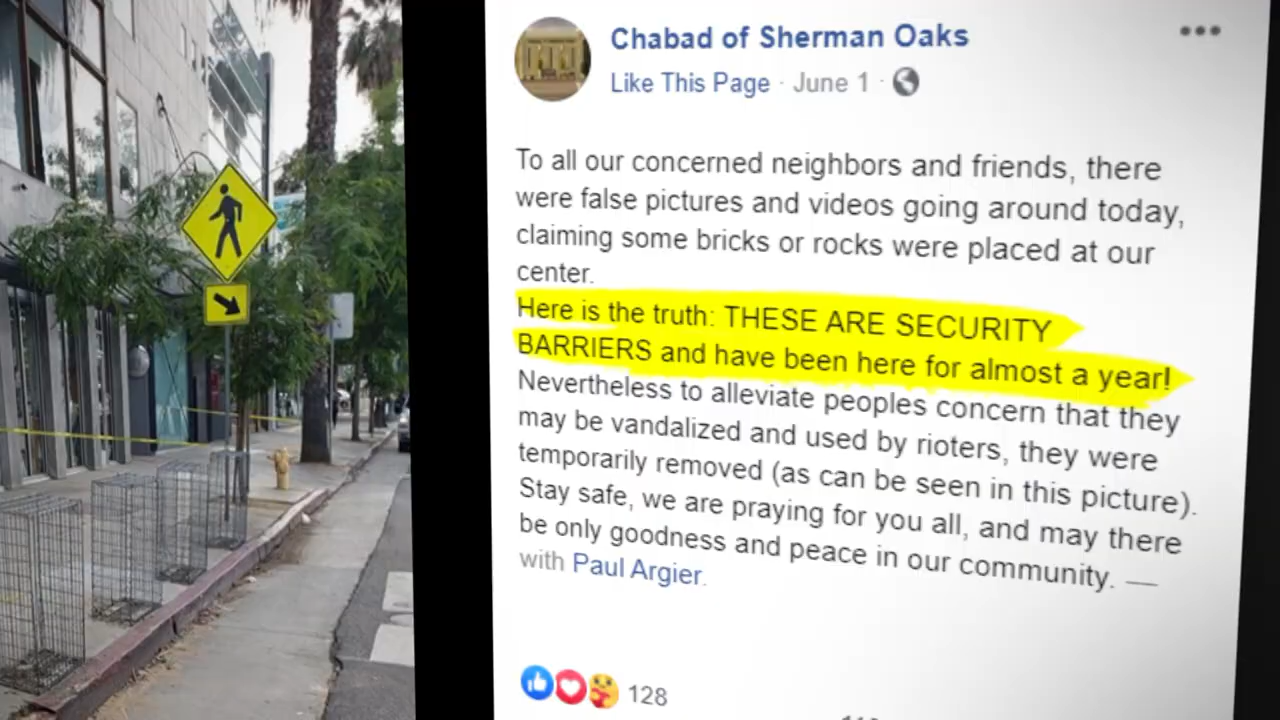 Chabad of Sherman Oaks
Like This Page · June 1 ·
To all our concerned neighbors and friends, there
were false pictures and videos going around today,
claiming some bricks or rocks were placed at our
center.
Here is the truth: THESE ARE SECURITY
BARRIERS and have been here for almost a year!
Nevertheless to alleviate peoples concern that they
may be vandalized and used by rioters, they were
temporarily removed (as can be seen in this picture).
Stay safe, we are praying for you all, and may there
be only goodness and peace in our community. —
with Paul Argier.
128